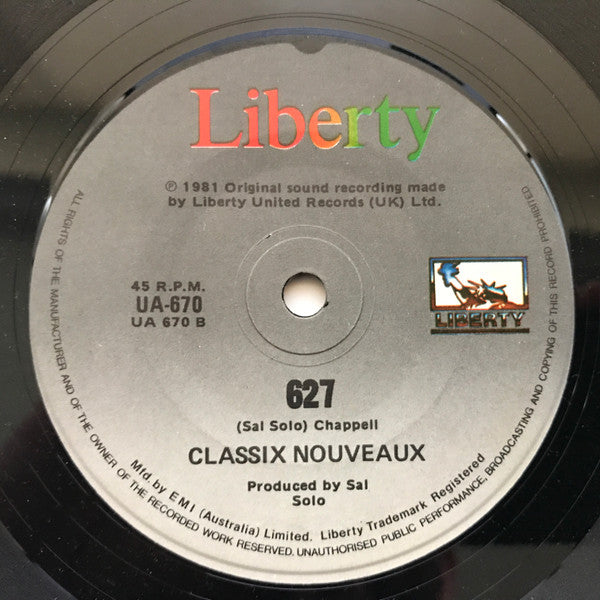 Liberty
℗ 1981 Original sound recording made
by Liberty United Records (UK) Ltd.
45 R.P.M.
UA-670
UA 670 B
LIBERTY
627
(Sal Solo) Chappell
CLASSIX NOUVEAUX
Produced by Sal
Solo
Mfd. by EMI (Australia) Limited. Liberty Trademark Registered
ALL RIGHTS OF THE MANUFACTURER AND OF THE OWNER OF THE RECORDED WORK RESERVED. UNAUTHORISED PUBLIC PERFORMANCE, BROADCASTING AND COPYING OF THIS RECORD PROHIBITED